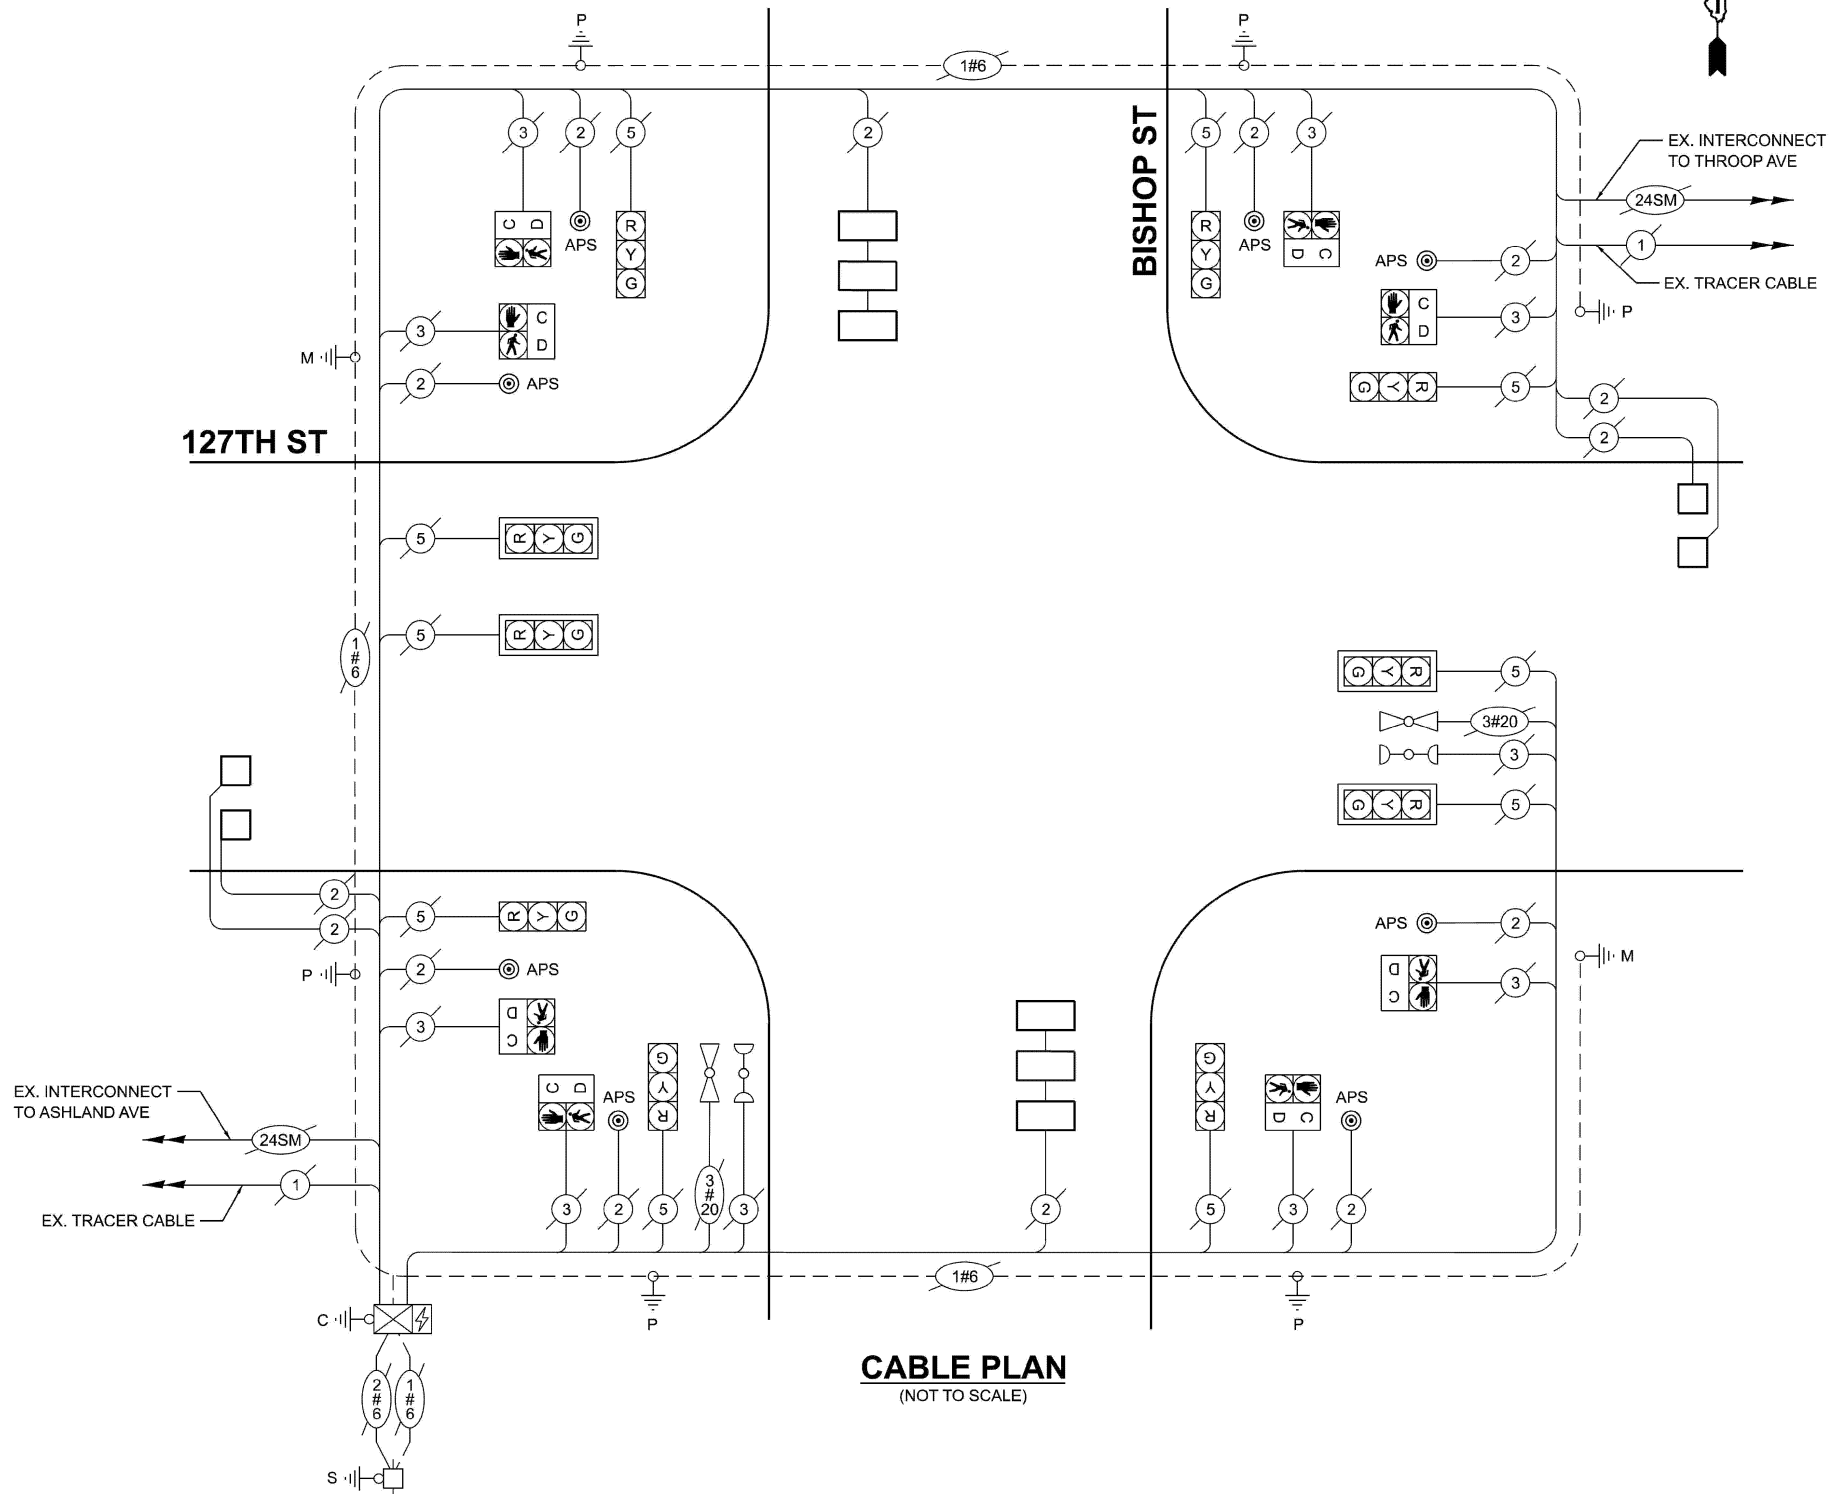 P
P
1#6
3
2
5
2
5
2
3
BISHOP ST
EX. INTERCONNECT
TO THROOP AVE
24SM
1
EX. TRACER CABLE
C D
APS
R
Y
G
R
Y
G
APS
D C
APS
2
C
D
3
P
3
C
D
M
2
APS
G Y R
5
2
2
127TH ST
5
R Y G
5
R Y G
1
#
6
G Y R
5
3#20
3
G Y R
5
2
2
5
R Y G
2
APS
P
3
D
C
APS
2
D
C
3
M
EX. INTERCONNECT
TO ASHLAND AVE
24SM
1
EX. TRACER CABLE
C D
APS
G
Y
R
3
2
5
3
#
20
3
2
G
Y
R
D C
APS
5
3
2
1#6
P
P
C
2
#
6
1
#
6
S
CABLE PLAN
(NOT TO SCALE)